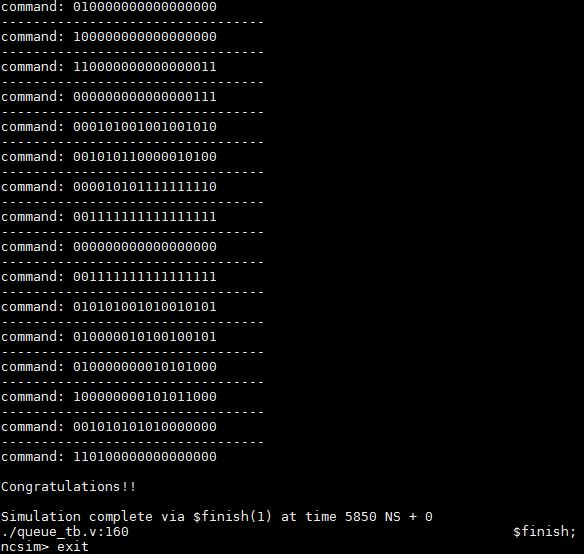 command: 010000000000000000
---------------------------------
command: 100000000000000000
---------------------------------
command: 110000000000000011
---------------------------------
command: 000000000000000111
---------------------------------
command: 000101001001001010
---------------------------------
command: 001010110000010100
---------------------------------
command: 000010101111111110
---------------------------------
command: 001111111111111111
---------------------------------
command: 000000000000000000
---------------------------------
command: 001111111111111111
---------------------------------
command: 010101001010010101
---------------------------------
command: 010000010100100101
---------------------------------
command: 010000000010101000
---------------------------------
command: 100000000101011000
---------------------------------
command: 001010101010000000
---------------------------------
command: 110100000000000000
Congratulations!!
Simulation complete via $finish(1) at time 5850 NS + 0
./queue_tb.v:160                                                $finish;
ncsim> exit